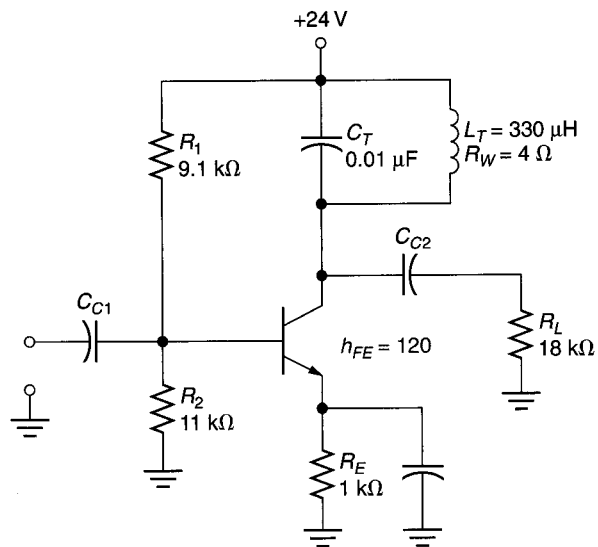 +24 V
R1
9.1 kΩ
CT
0.01 μF
LT = 330 μH
RW = 4 Ω
CC2
CC1
RL
18 kΩ
hFE = 120
R2
11 kΩ
RE
1 kΩ